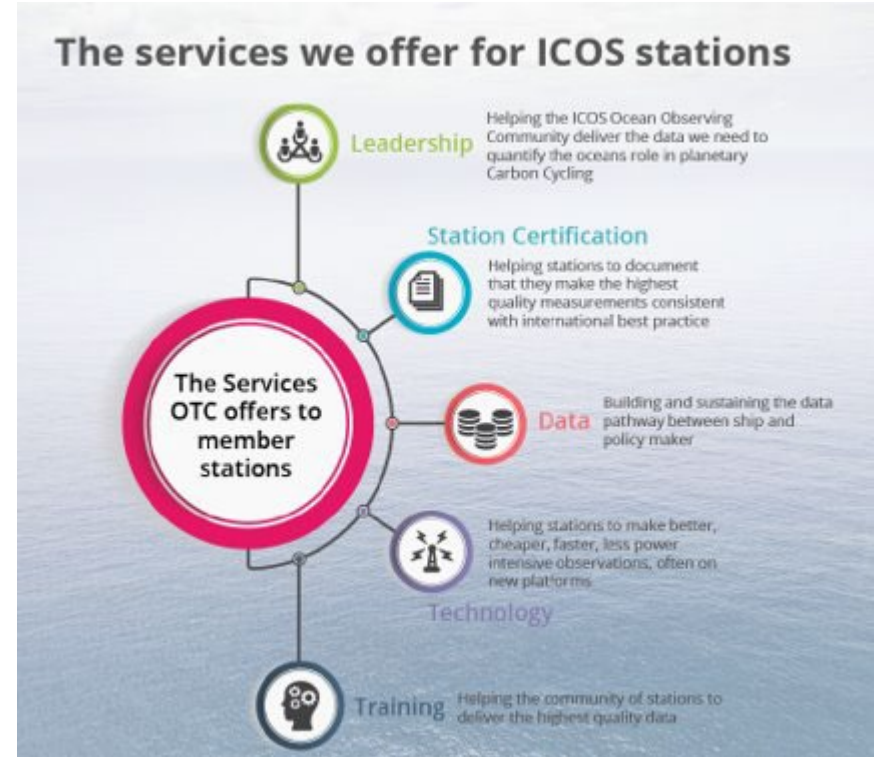 The services we offer for ICOS stations
Leadership
Helping the ICOS Ocean Observing
Community deliver the data we need to
quantify the oceans role in planetary
Carbon Cycling
Station Certification
Helping stations to document
that they make the highest
quality measurements consistent
with international best practice
The Services
OTC offers to
member
stations
Data
Building and sustaining the data
pathway between ship and
policy maker
Helping stations to make better,
cheaper, faster, less power
intensive observations, often on
new platforms
Technology
Training
Helping the community of stations to
deliver the highest quality data